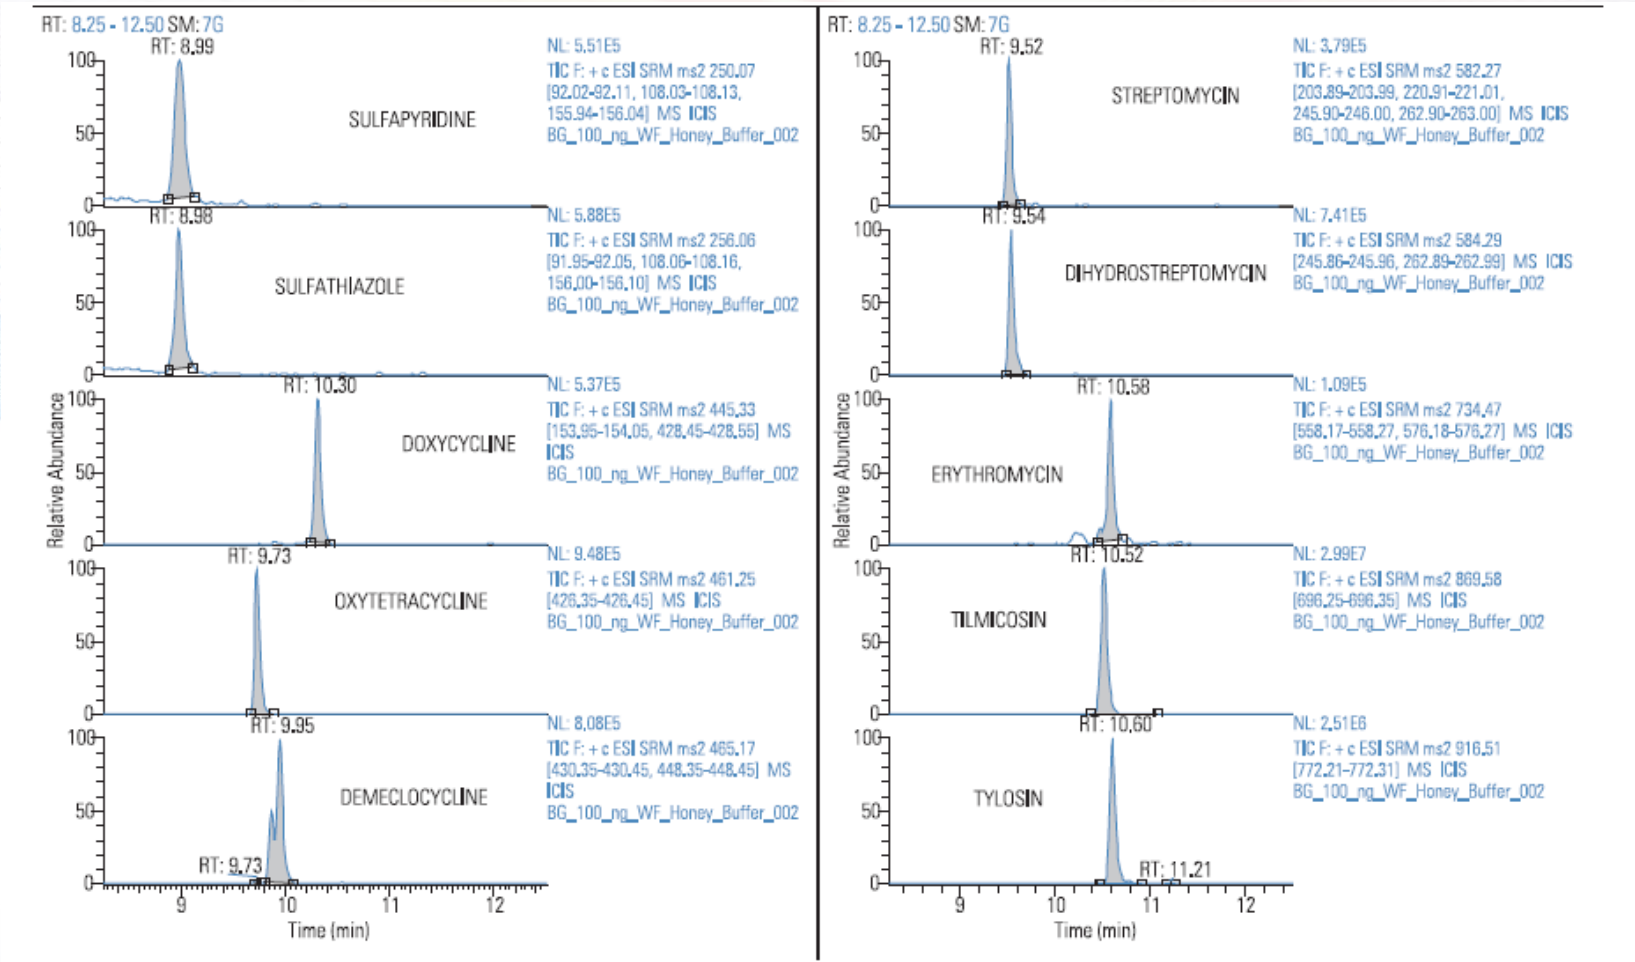 RT: 8.25 - 12.50 SM: 7G
RT: 8.99
100
50
0
SULFAPYRIDINE
NL: 5.51E5
TIC F: + c ESI SRM ms2 250.07
[92.02-92.11, 108.03-108.13,
155.94-156.04] MS ICIS
BG_100_ng_WF_Honey_Buffer_002
RT: 8.98
100
50
0
SULFATHIAZOLE
NL: 5.88E5
TIC F: + c ESI SRM ms2 256.06
[91.95-92.05, 108.06-108.16,
156.00-156.10] MS ICIS
BG_100_ng_WF_Honey_Buffer_002
Relative Abundance
RT: 10.30
100
50
0
DOXYCYCLINE
NL: 5.37E5
TIC F: + c ESI SRM ms2 445.33
[153.95-154.05, 428.45-428.55] MS
ICIS
BG_100_ng_WF_Honey_Buffer_002
RT: 9.73
100
50
0
OXYTETRACYCLINE
NL: 9.48E5
TIC F: + c ESI SRM ms2 461.25
[426.35-426.45] MS ICIS
BG_100_ng_WF_Honey_Buffer_002
RT: 9.95
100
50
0
DEMECLOCYCLINE
RT: 9.73
NL: 8.08E5
TIC F: + c ESI SRM ms2 465.17
[430.35-430.45, 448.35-448.45] MS
ICIS
BG_100_ng_WF_Honey_Buffer_002
9 10 11 12
Time (min)
RT: 8.25 - 12.50 SM: 7G
RT: 9.52
100
50
0
STREPTOMYCIN
NL: 3.79E5
TIC F: + c ESI SRM ms2 582.27
[203.89-203.99, 220.91-221.01,
245.90-246.00, 262.90-263.00] MS ICIS
BG_100_ng_WF_Honey_Buffer_002
RT: 9.54
100
50
0
DIHYDROSTREPTOMYCIN
NL: 7.41E5
TIC F: + c ESI SRM ms2 584.29
[245.86-245.96, 262.89-262.99] MS ICIS
BG_100_ng_WF_Honey_Buffer_002
Relative Abundance
RT: 10.58
100
50
0
ERYTHROMYCIN
NL: 1.09E5
TIC F: + c ESI SRM ms2 734.47
[558.17-558.27, 576.18-576.27] MS ICIS
BG_100_ng_WF_Honey_Buffer_002
RT: 10.52
100
50
0
TILMICOSIN
NL: 2.99E7
TIC F: + c ESI SRM ms2 869.58
[696.25-696.35] MS ICIS
BG_100_ng_WF_Honey_Buffer_002
RT: 10.60
100
50
0
TYLOSIN
RT: 11.21
NL: 2.51E6
TIC F: + c ESI SRM ms2 916.51
[772.21-772.31] MS ICIS
BG_100_ng_WF_Honey_Buffer_002
9 10 11 12
Time (min)